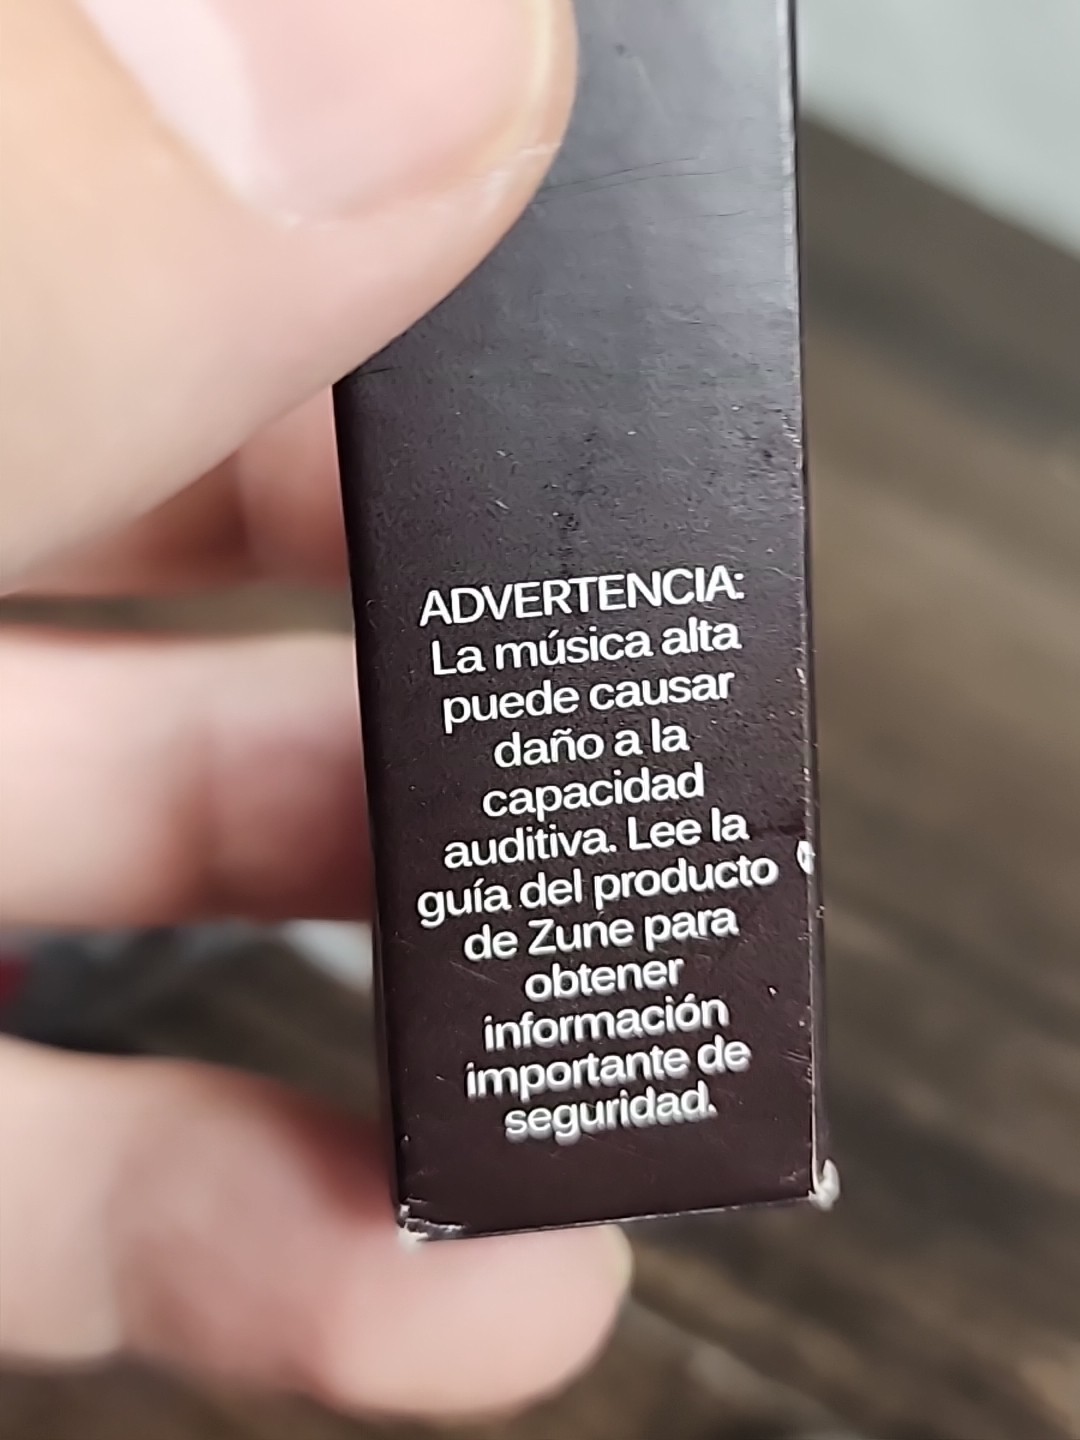 ADVERTENCIA:
La música alta
puede causar
daño a la
capacidad
auditiva. Lee la
guía del producto
de Zune para
obtener
información
importante de
seguridad.